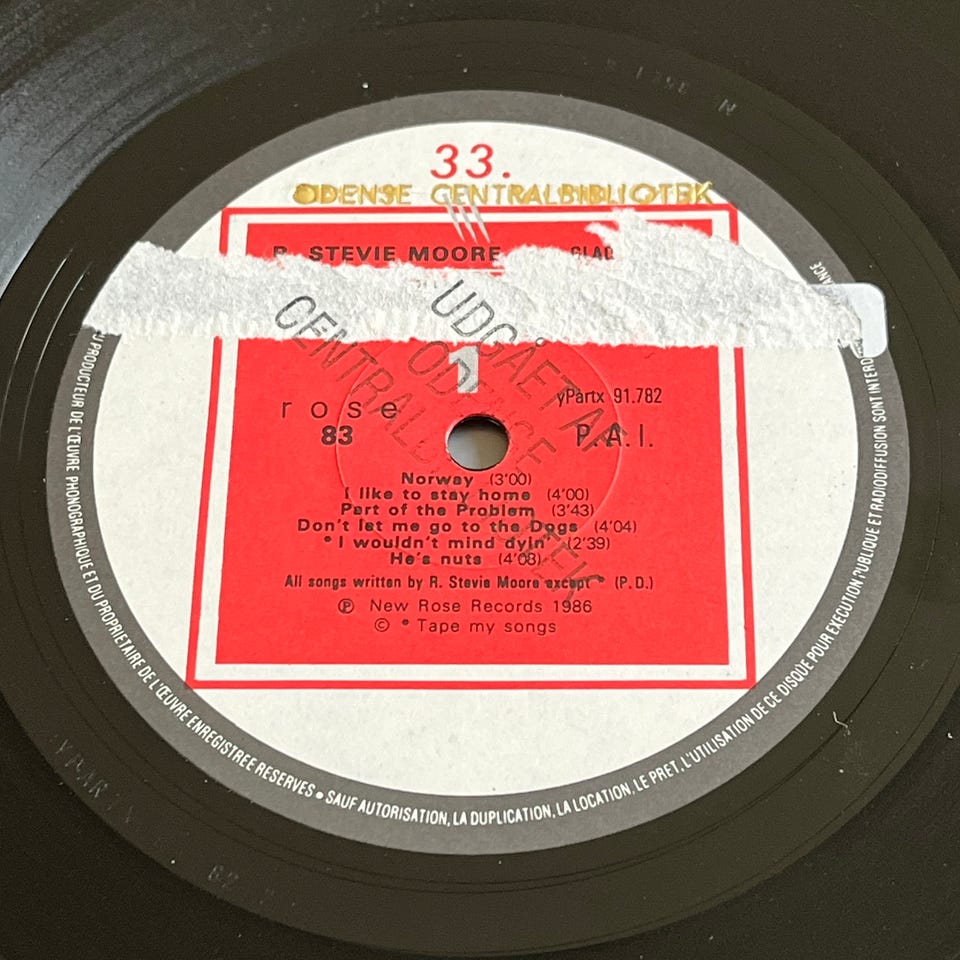 33.
ODENSE CENTRALBIBLIOTEK
R. STEVIE MOORE GLAD
UDGÅET AF
ODENSE
CENTRALBIBLIOTEK
1
rose
83
yPartx 91.782
P.A.I.
Norway (3'00)
I like to stay home (4'00)
Part of the Problem (3'43)
Don't let me go to the Dogs (4'04)
* I wouldn't mind dyin' (2'39)
He's nuts (4'08)
All songs written by R. Stevie Moore except * (P.D.)
Ⓟ New Rose Records 1986
© * Tape my songs
U PRODUCTEUR DE L'ŒUVRE PHONOGRAPHIQUE ET DU PROPRIETAIRE DE L'ŒUVRE ENREGISTREE RESERVES • SAUF AUTORISATION, LA DUPLICATION, LA LOCATION, LE PRET, L'UTILISATION DE CE DISQUE POUR EXECUTION PUBLIQUE ET RADIODIFFUSION SONT INTERD